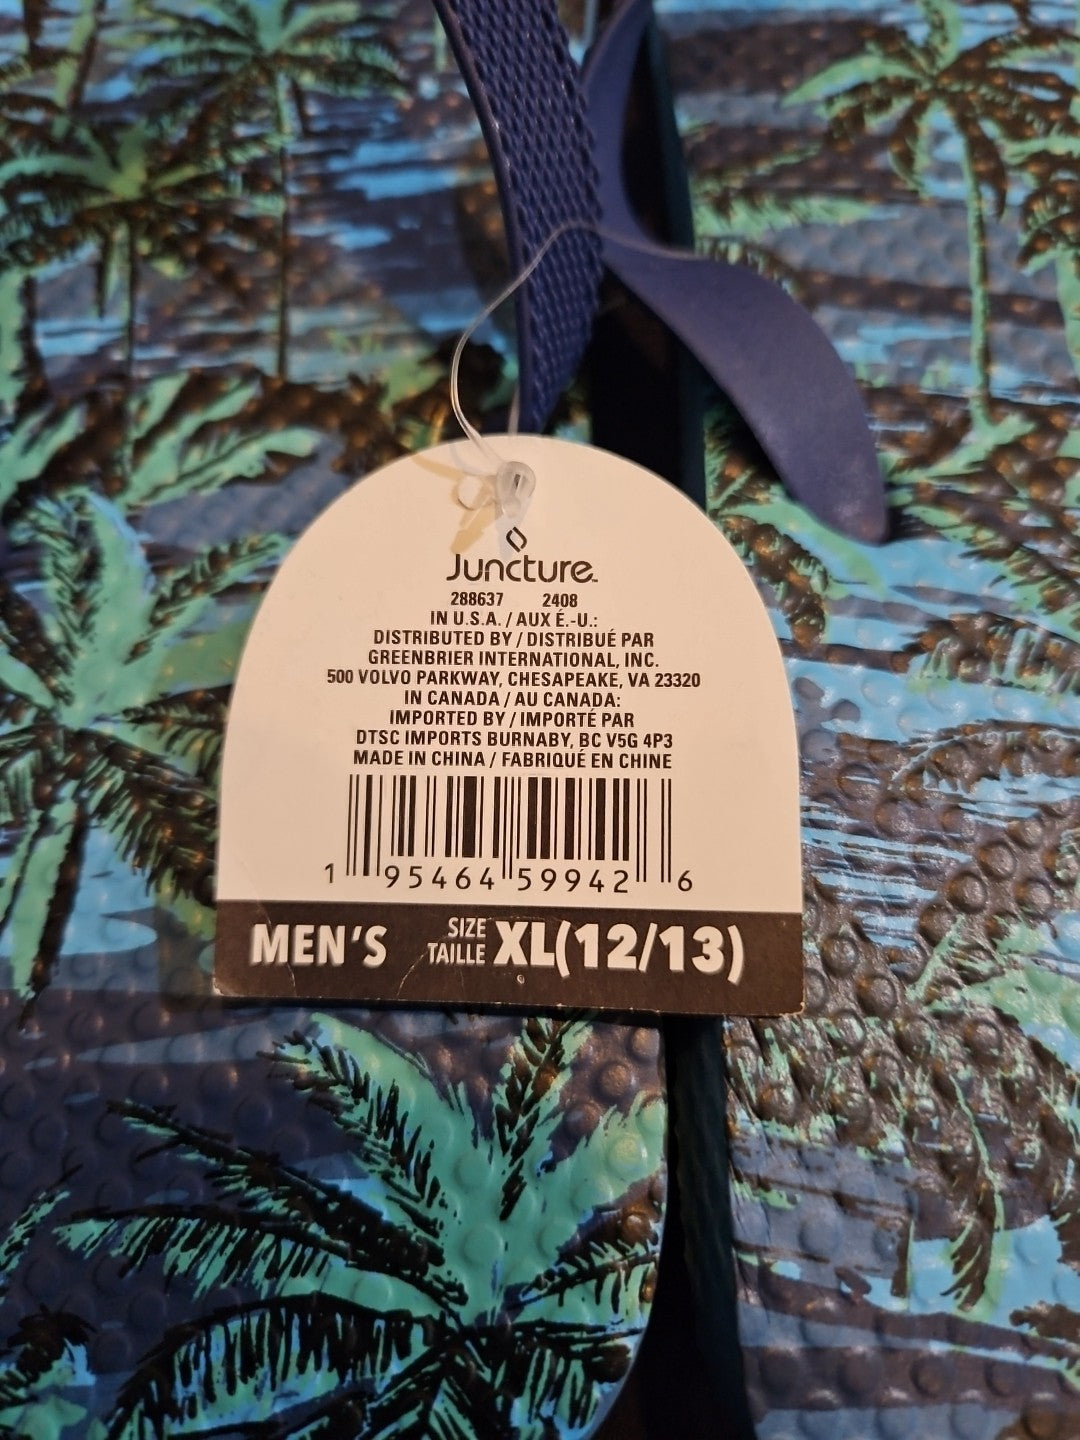 Juncture™
288637 2408
IN U.S.A. / AUX É.-U.:
DISTRIBUTED BY / DISTRIBUÉ PAR
GREENBRIER INTERNATIONAL, INC.
500 VOLVO PARKWAY, CHESAPEAKE, VA 23320
IN CANADA / AU CANADA:
IMPORTED BY / IMPORTÉ PAR
DTSC IMPORTS BURNABY, BC V5G 4P3
MADE IN CHINA / FABRIQUÉ EN CHINE
1 95464 59942 6
MEN'S SIZE TAILLE XL(12/13)